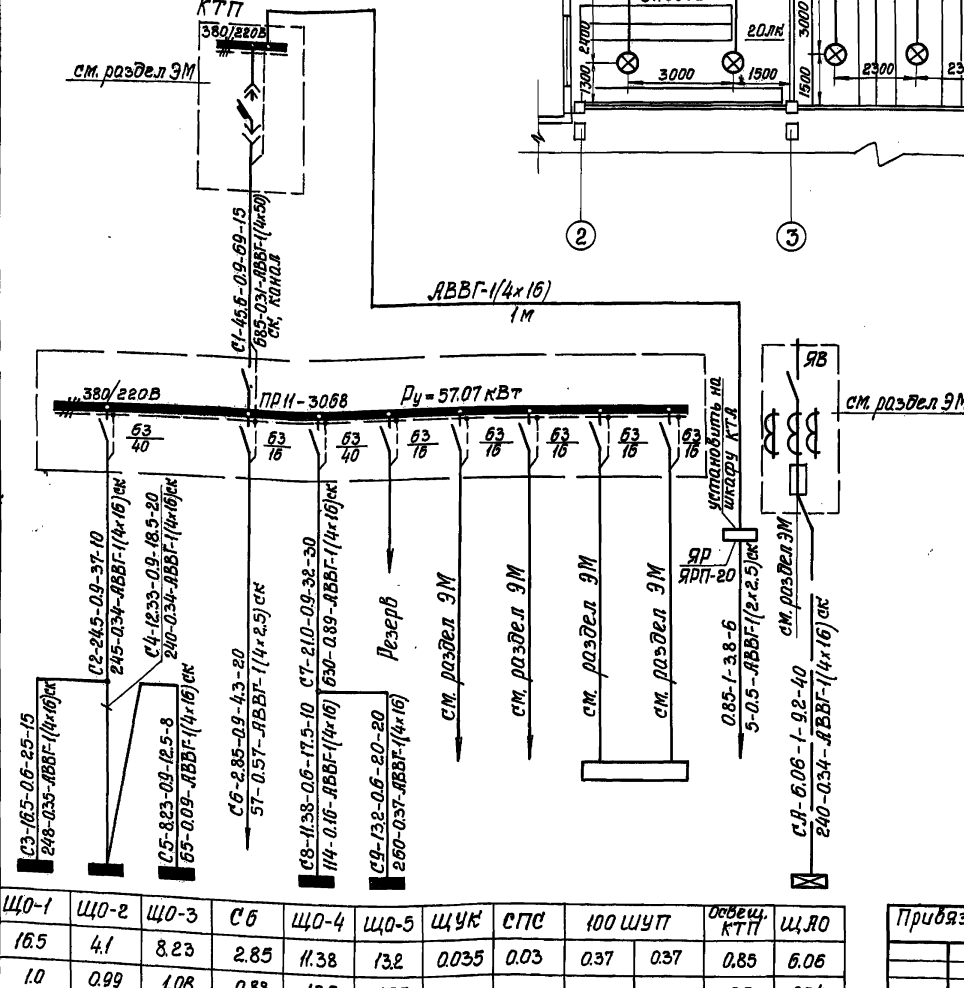 КТП
380/220В
см. раздел ЭМ
20лк
2400
1300
3000
1500
3000
1500
2300
2 3
С1-45.6-0.9-69-15
685-0.31-АВВГ-1(4х50)
ск, канал
АВВГ-1(4х16)
1м
380/220В
ПР11-3068
Ру=57.07 кВт
63/40
63/16
63/40
63/16
63/16
63/16
63/16
63/16
установить на
шкафу КТП
ЯВ
см. раздел ЭМ
С2-24.5-0.9-37-10
245-0.34-АВВГ-1(4х16)ск
С4-12.33-0.9-18.5-20
240-0.34-АВВГ-1(4х16)ск
С3-16.5-0.6-25-15
248-0.35-АВВГ-1(4х16)ск
С5-8.23-0.9-12.5-8
65-0.09-АВВГ-1(4х16)ск
С6-2.85-0.9-4.3-20
57-0.57-АВВГ-1(4х2.5)ск
С7-21.0-0.9-32-30
630-0.89-АВВГ-1(4х16)ск
С8-11.38-0.6-17.5-10
114-0.16-АВВГ-1(4х16)
С9-13.2-0.6-20-20
260-0.37-АВВГ-1(4х16)
Резерв
см. раздел ЭМ
см. раздел ЭМ
см. раздел ЭМ
см. раздел ЭМ
ЯР
ЯРП-20
0.85-1-3.8-6
5-0.5-АВВГ-1(2х2.5)ск
см. раздел ЭМ
С.А-6.06-1-9.2-40
240-0.34-АВВГ-1(4х16)ск
ЩО-1 ЩО-2 ЩО-3 С6 ЩО-4 ЩО-5 ЩУК СПС 100 ШУП Освещ. КТП ЩАО
16.5 4.1 8.23 2.85 11.38 13.2 0.035 0.03 0.37 0.37 0.85 6.06
1.0 0.99 1.08